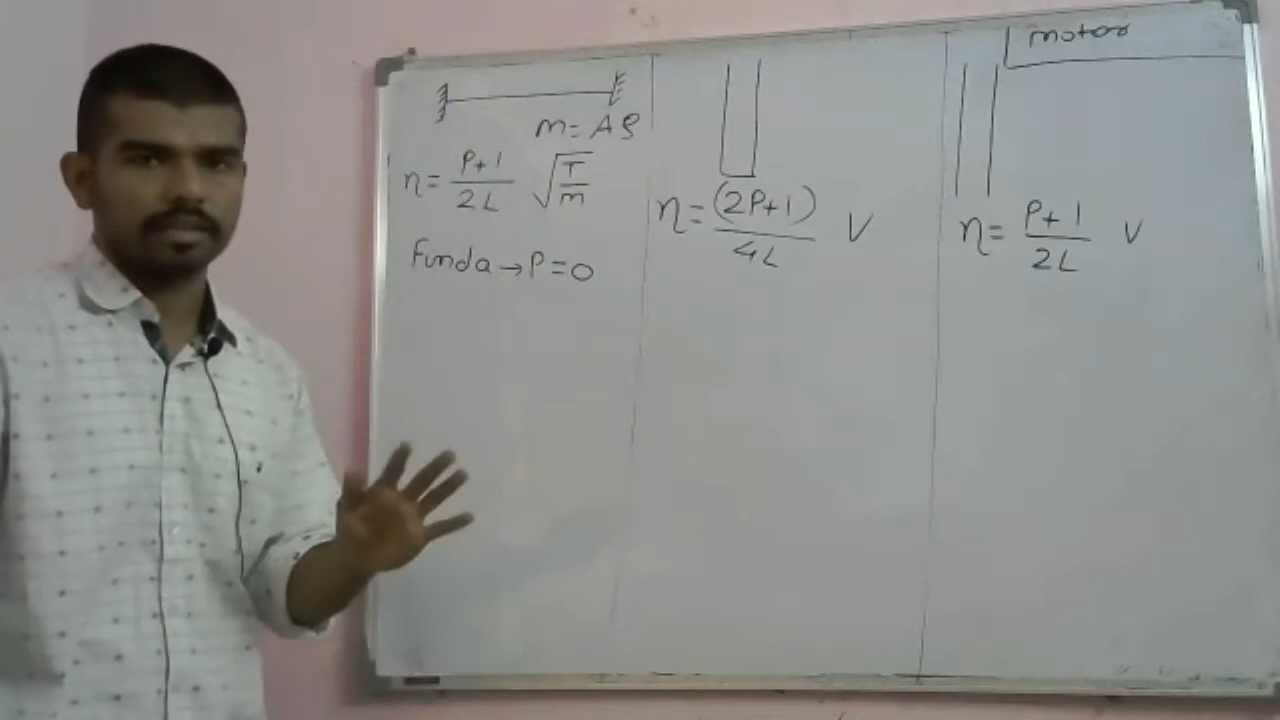 m = Aρ
n = P+1/2L √T/m
Funda → P = 0
n = (2P+1)/4L V
motor
n = P+1/2L V